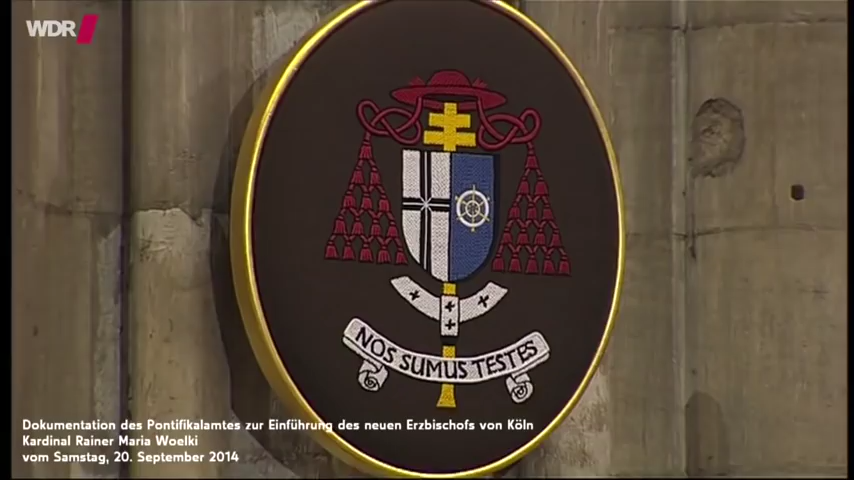 WDR
NOS SUMUS TESTES
Dokumentation des Pontifikalamtes zur Einführung des neuen Erzbischofs von Köln
Kardinal Rainer Maria Woelki
vom Samstag, 20. September 2014